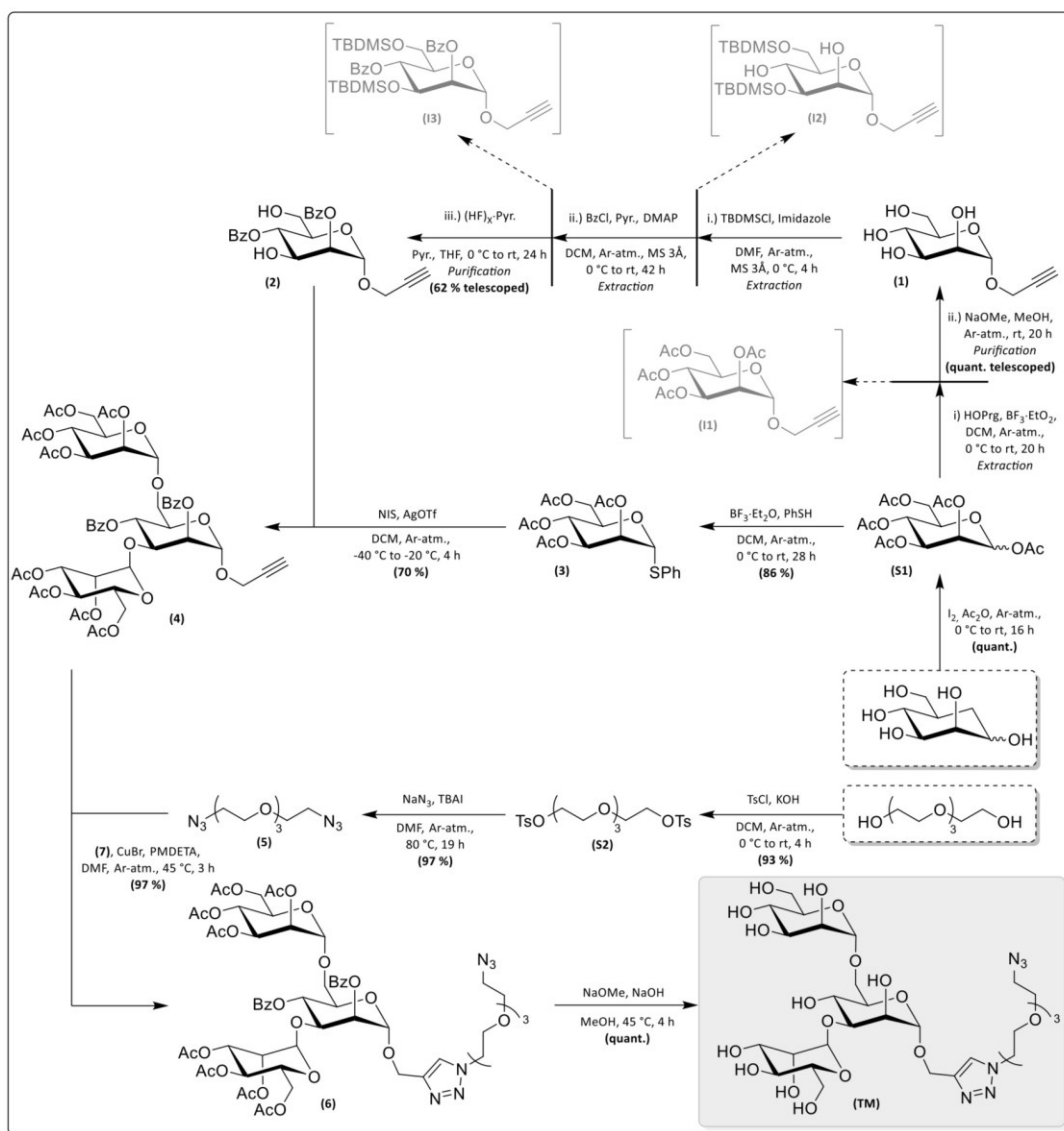 TBDMSO
OBz
BzO
TBDMSO
O
O
(I3)
TBDMSO
OH
HO
TBDMSO
O
O
(I2)
HO
OBz
BzO
HO
O
O
(2)
iii.) (HF)X·Pyr.
Pyr., THF, 0 °C to rt, 24 h
Purification
(62 % telescoped)
ii.) BzCl, Pyr., DMAP
DCM, Ar-atm., MS 3Å,
0 °C to rt, 42 h
Extraction
i.) TBDMSCl, Imidazole
DMF, Ar-atm.,
MS 3Å, 0 °C, 4 h
Extraction
HO
OH
HO
HO
O
O
(1)
ii.) NaOMe, MeOH,
Ar-atm., rt, 20 h
Purification
(quant. telescoped)
AcO
OAc
AcO
AcO
O
O
(I1)
i) HOPrg, BF3·EtO2,
DCM, Ar-atm.,
0 °C to rt, 20 h
Extraction
AcO
OAc
AcO
AcO
O
O
OBz
BzO
O
O
O
AcO
AcO
AcO
O
AcO
(4)
NIS, AgOTf
DCM, Ar-atm.,
-40 °C to -20 °C, 4 h
(70 %)
AcO
AcO
AcO
AcO
O
SPh
(3)
BF3·Et2O, PhSH
DCM, Ar-atm.,
0 °C to rt, 28 h
(86 %)
AcO
AcO
AcO
AcO
O
OAc
(S1)
I2, Ac2O, Ar-atm.,
0 °C to rt, 16 h
(quant.)
HO
OH
HO
HO
OH
N3
O
3
N3
(5)
NaN3, TBAI
DMF, Ar-atm.,
80 °C, 19 h
(97 %)
TsO
O
3
OTs
(S2)
TsCl, KOH
DCM, Ar-atm.,
0 °C to rt, 4 h
(93 %)
HO
O
3
OH
(7), CuBr, PMDETA,
DMF, Ar-atm., 45 °C, 3 h
(97 %)
AcO
AcO
AcO
AcO
O
O
OBz
BzO
O
O
O
AcO
AcO
AcO
O
AcO
N3
O
3
N
N
N
(6)
NaOMe, NaOH
MeOH, 45 °C, 4 h
(quant.)
HO
OH
HO
HO
O
O
OH
HO
O
O
O
HO
HO
HO
O
HO
N3
O
3
N
N
N
(TM)